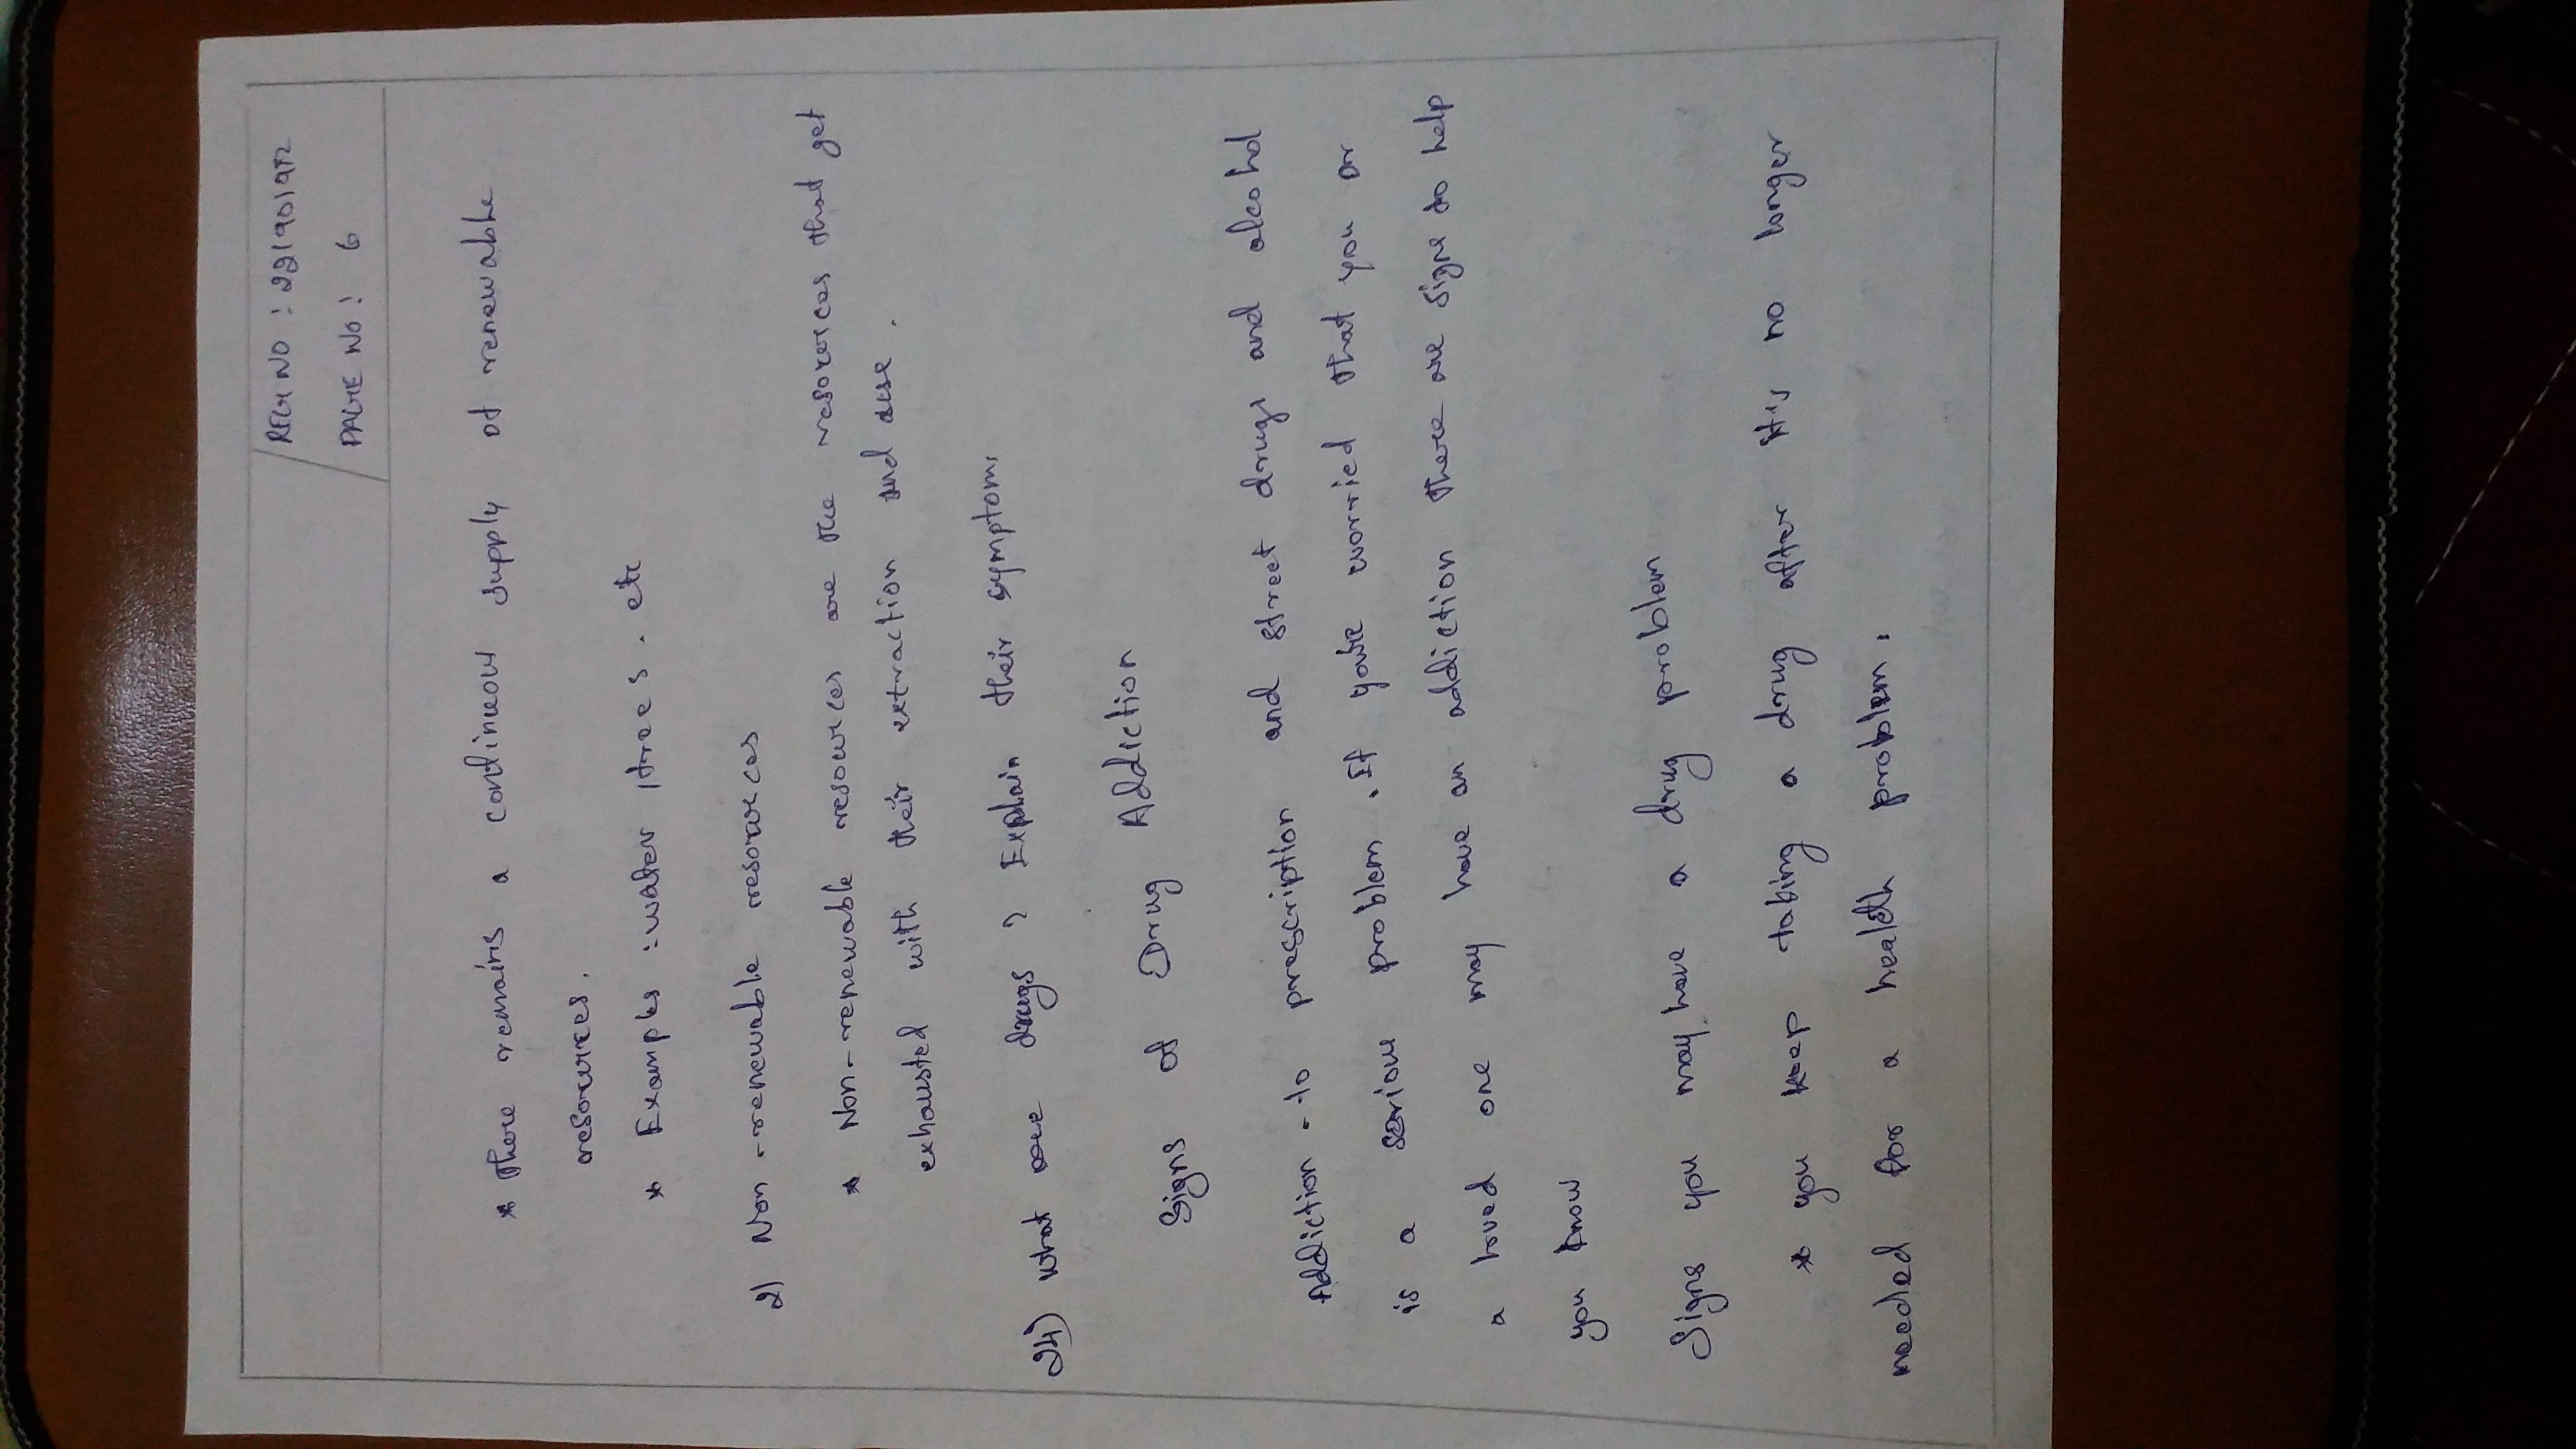 REG NO : 221901972
PAGE NO : 6
* There remains a continuous supply of renewable
resources.
* Examples : water, trees. etc
2) Non-renewable resources
* Non-renewable resources are the resources that get
exhausted with their extraction and use.
24) What are drugs ? Explain their symptoms
Signs of Drug Addiction
Addiction - to prescription and street drugs and alcohol
is a serious problem. If you're worried that you or
a loved one may have an addiction there are signs to help
you know
Signs you may have a drug problem
* you keep taking a drug after it's no longer
needed for a health problem.